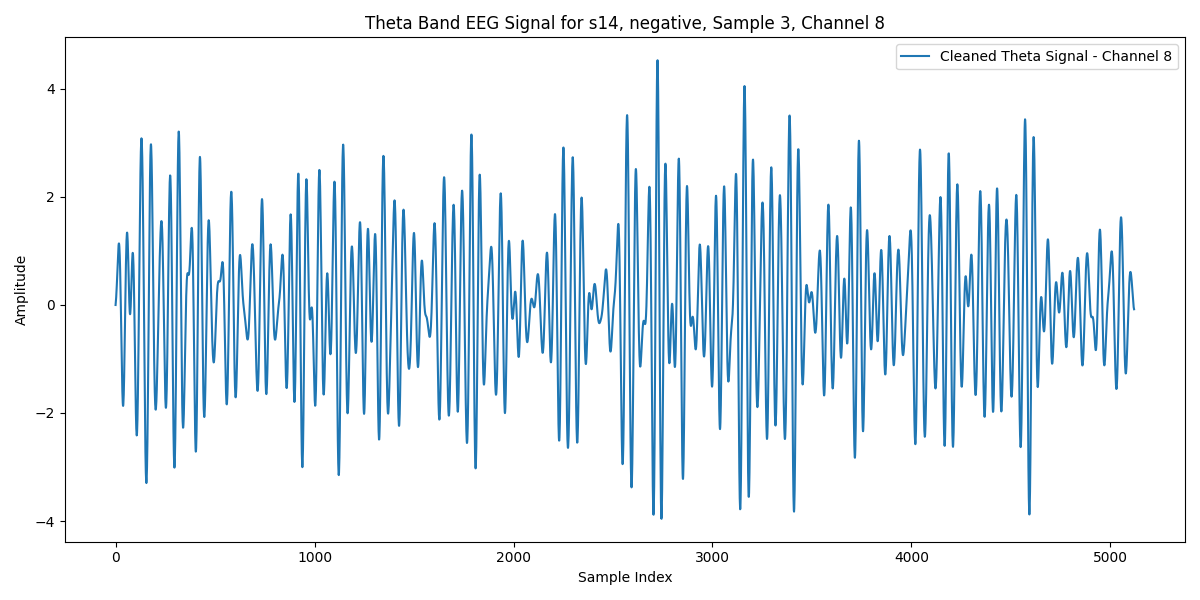 Theta Band EEG Signal for s14, negative, Sample 3, Channel 8
Cleaned Theta Signal - Channel 8
Amplitude
4
2
0
−2
−4
0 1000 2000 3000 4000 5000
Sample Index